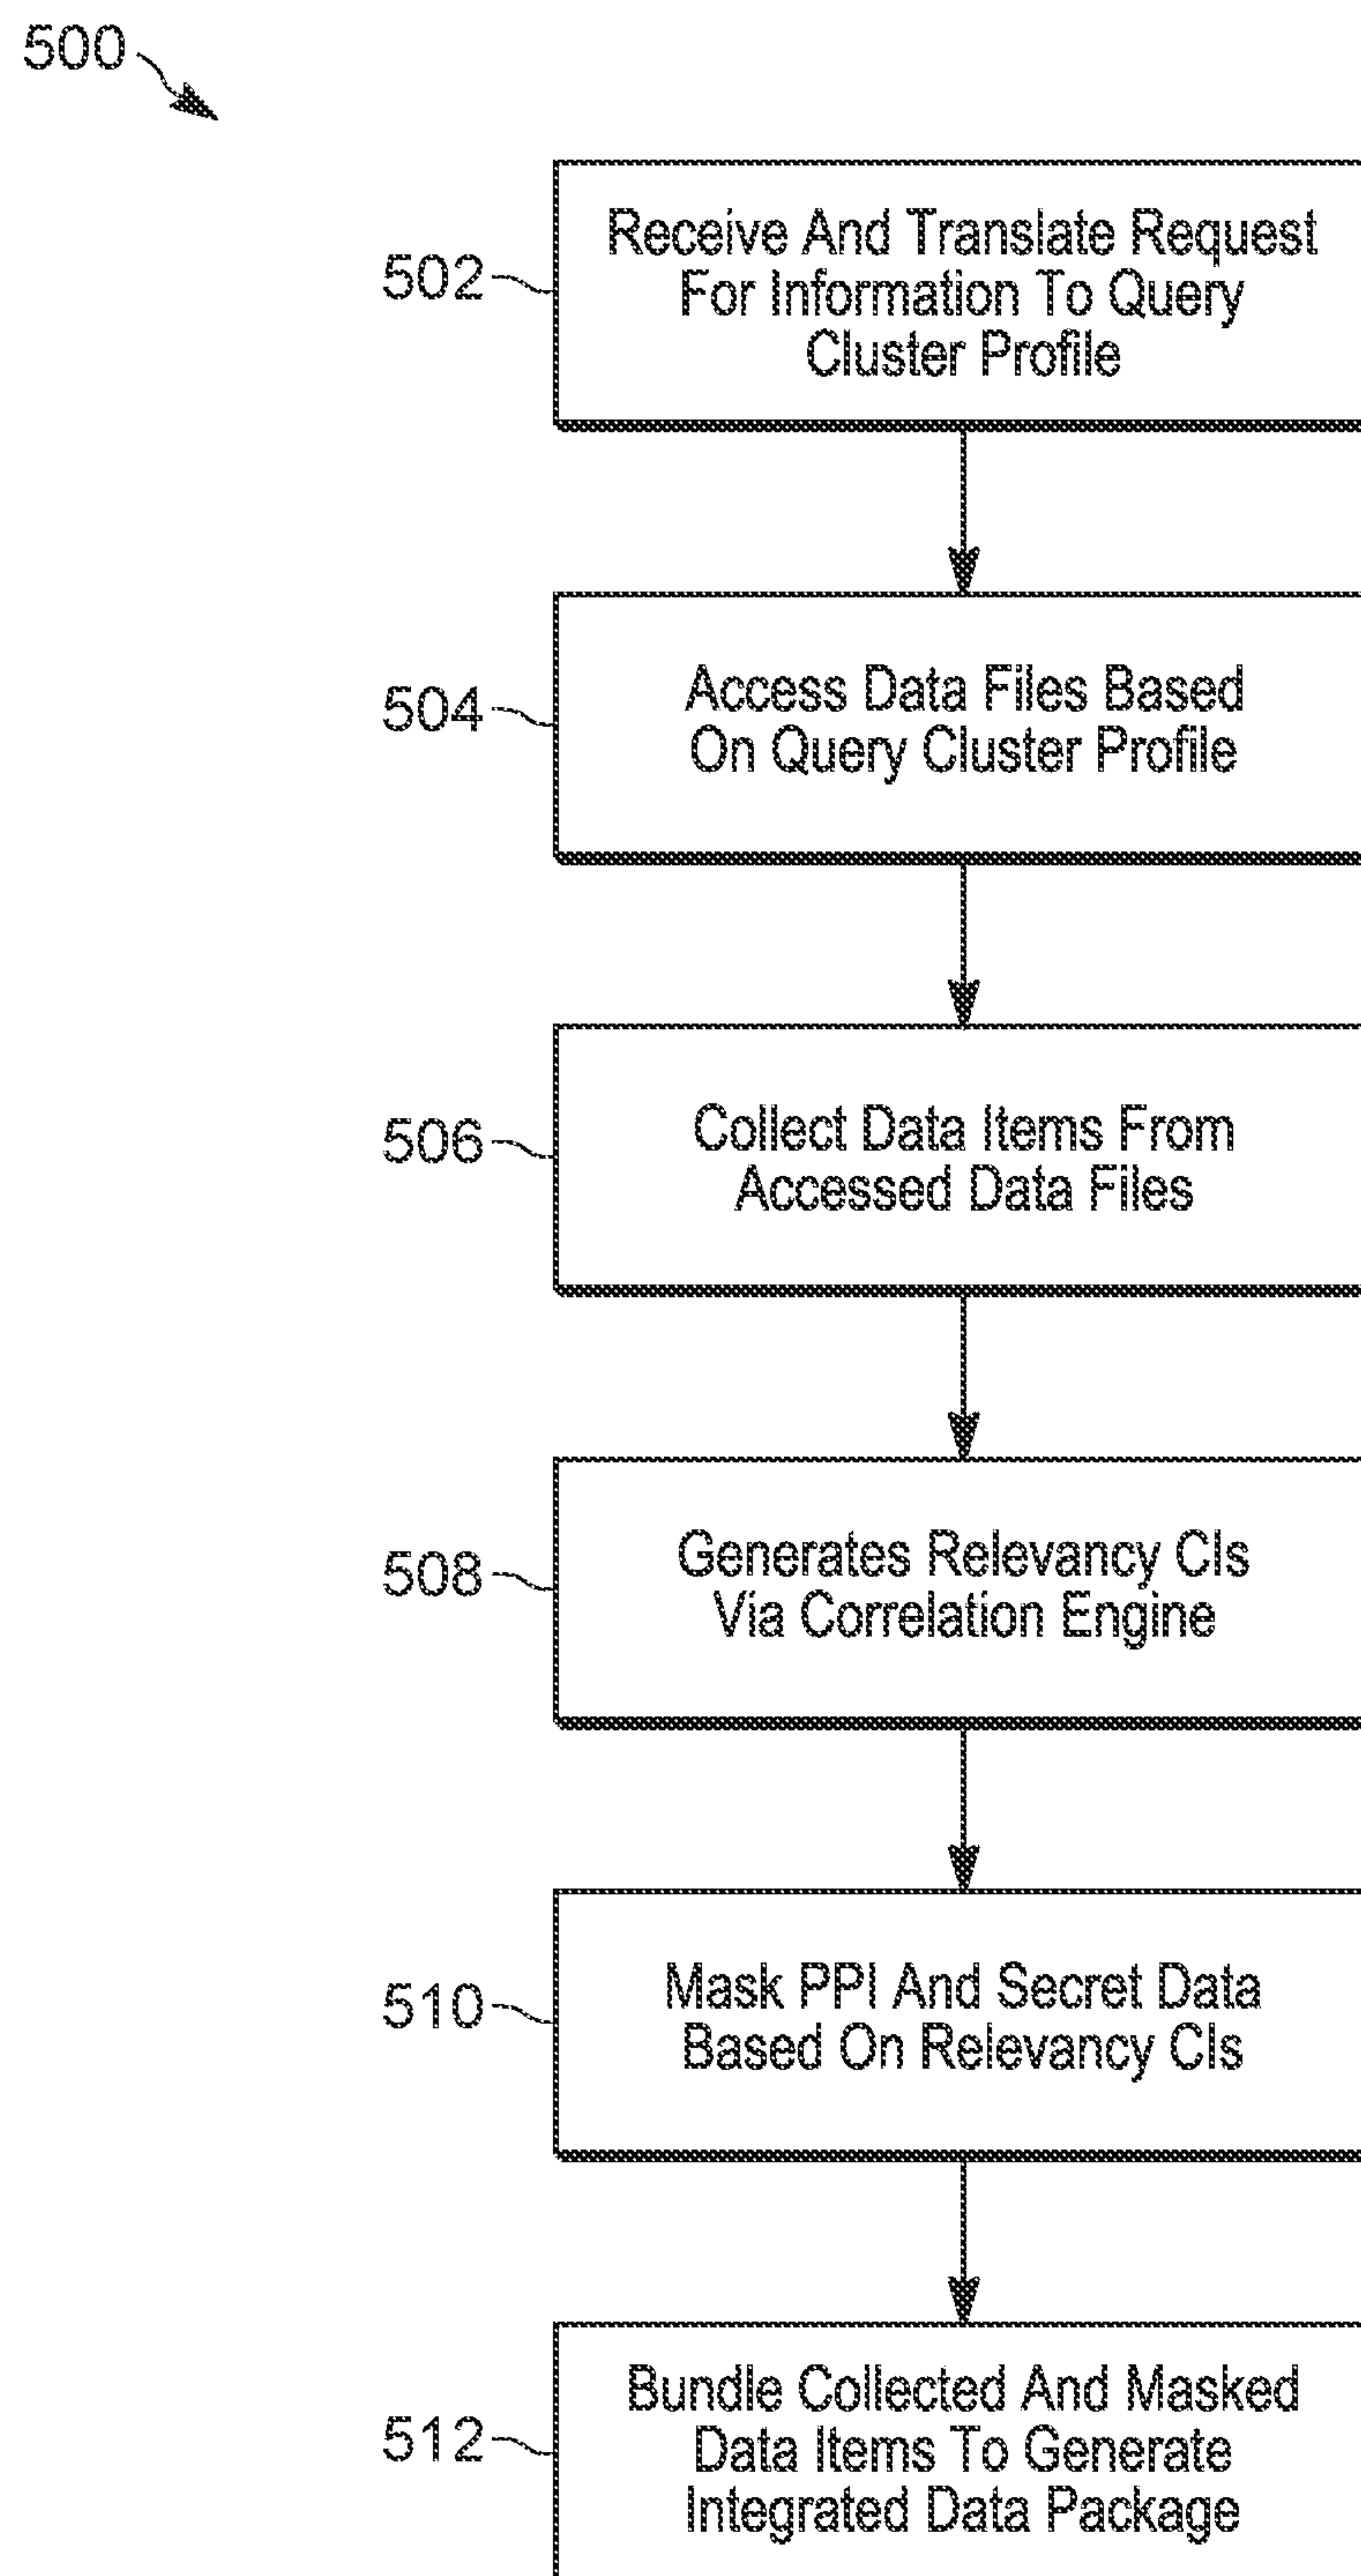 500
502
Receive And Translate Request
For Information To Query
Cluster Profile
504
Access Data Files Based
On Query Cluster Profile
506
Collect Data Items From
Accessed Data Files
508
Generates Relevancy CIs
Via Correlation Engine
510
Mask PPI And Secret Data
Based On Relevancy CIs
512
Bundle Collected And Masked
Data Items To Generate
Integrated Data Package